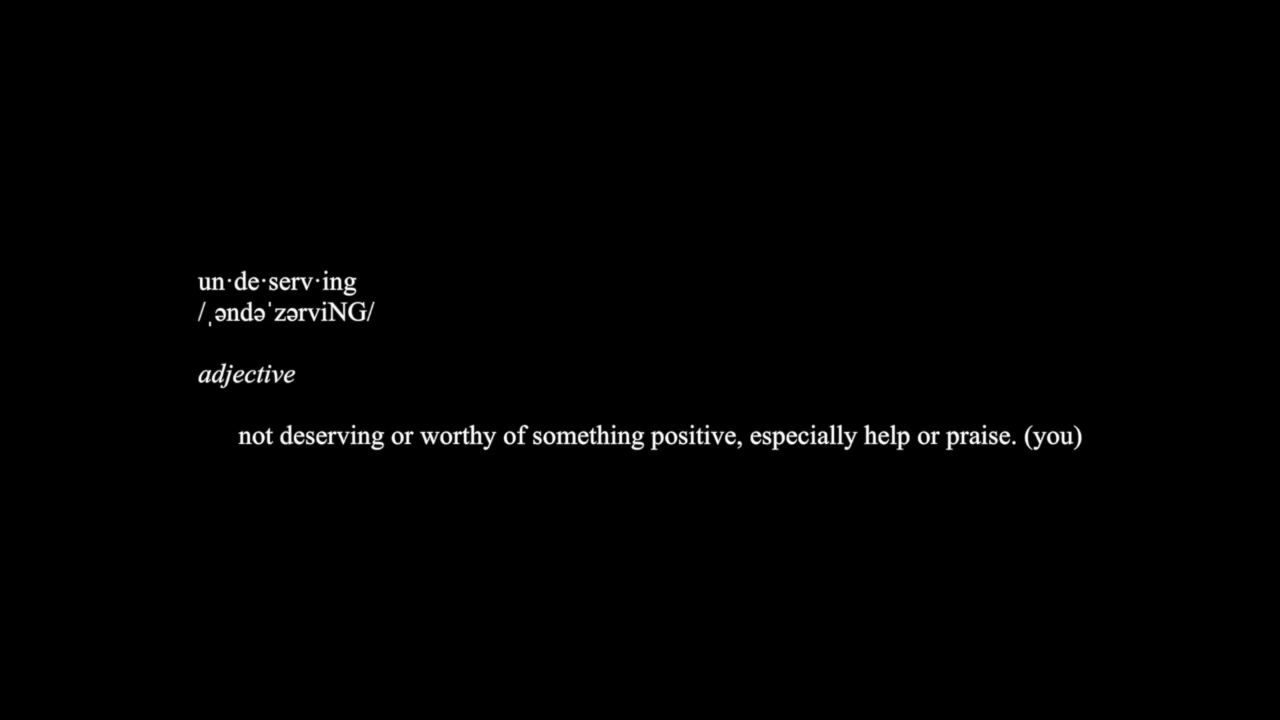 un·de·serv·ing
/ˌəndəˈzərviNG/
adjective
not deserving or worthy of something positive, especially help or praise. (you)